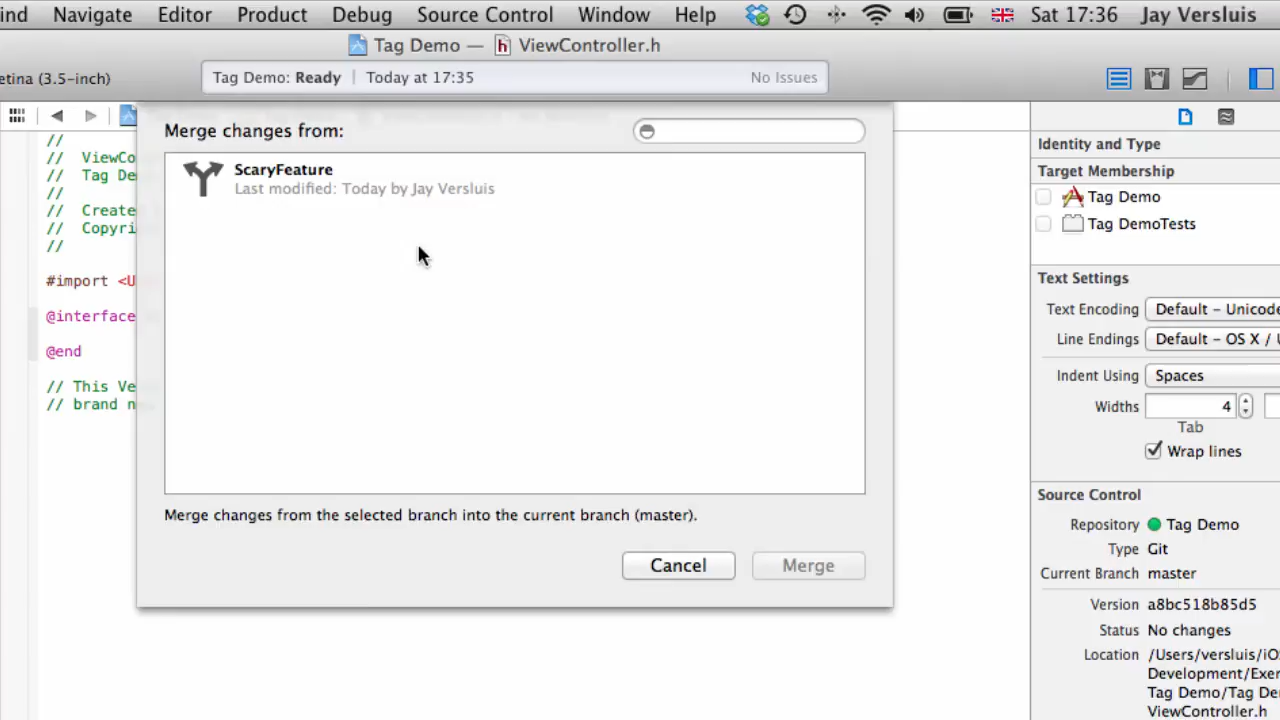 ind Navigate Editor Product Debug Source Control Window Help Sat 17:36 Jay Versluis
Tag Demo — h ViewController.h
etina (3.5-inch)
Tag Demo: Ready | Today at 17:35 No Issues
Merge changes from:
ScaryFeature
Last modified: Today by Jay Versluis
Merge changes from the selected branch into the current branch (master).
Cancel Merge
//
// ViewCo
// Tag De
//
// Create
// Copyri
//
#import <U
@interface
@end
// This Ve
// brand n
Identity and Type
Target Membership
Tag Demo
Tag DemoTests
Text Settings
Text Encoding Default – Unicode
Line Endings Default – OS X / U
Indent Using Spaces
Widths 4
Tab
Wrap lines
Source Control
Repository Tag Demo
Type Git
Current Branch master
Version a8bc518b85d5
Status No changes
Location /Users/versluis/iO
Development/Exer
Tag Demo/Tag De
ViewController.h